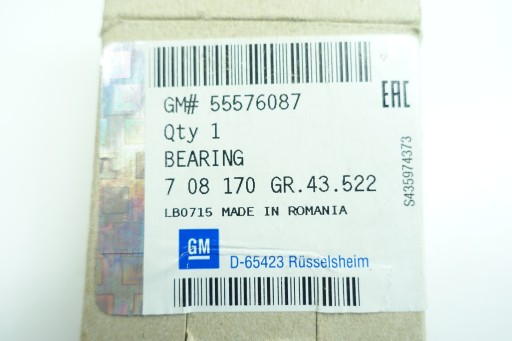 GM# 55576087
EAC
Qty 1
BEARING
7 08 170 GR.43.522
LB0715 MADE IN ROMANIA
S435974373
GM
D-65423 Rüsselsheim